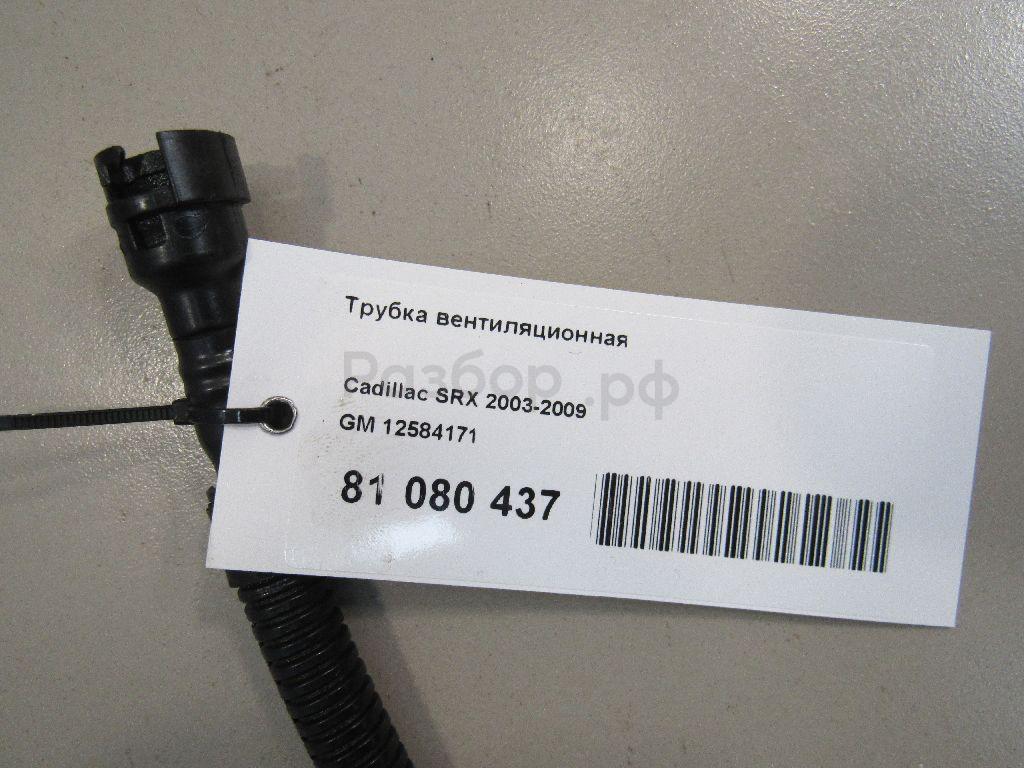 Трубка вентиляционная
Разбор.рф
Cadillac SRX 2003-2009
GM 12584171
81 080 437